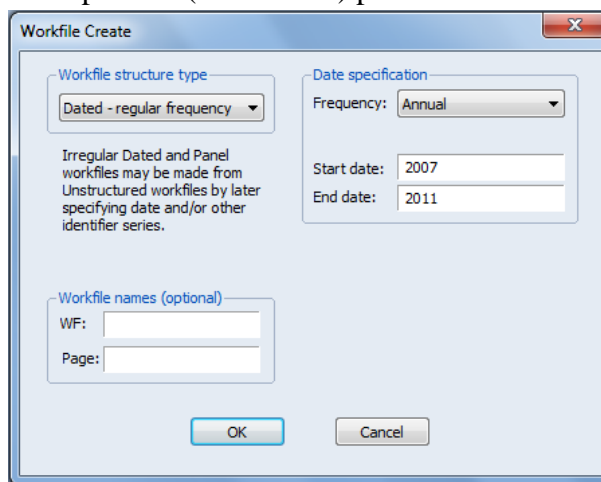 Workfile Create
Workfile structure type
Dated - regular frequency
Irregular Dated and Panel
workfiles may be made from
Unstructured workfiles by later
specifying date and/or other
identifier series.
Date specification
Frequency: Annual
Start date: 2007
End date: 2011
Workfile names (optional)
WF:
Page:
OK
Cancel